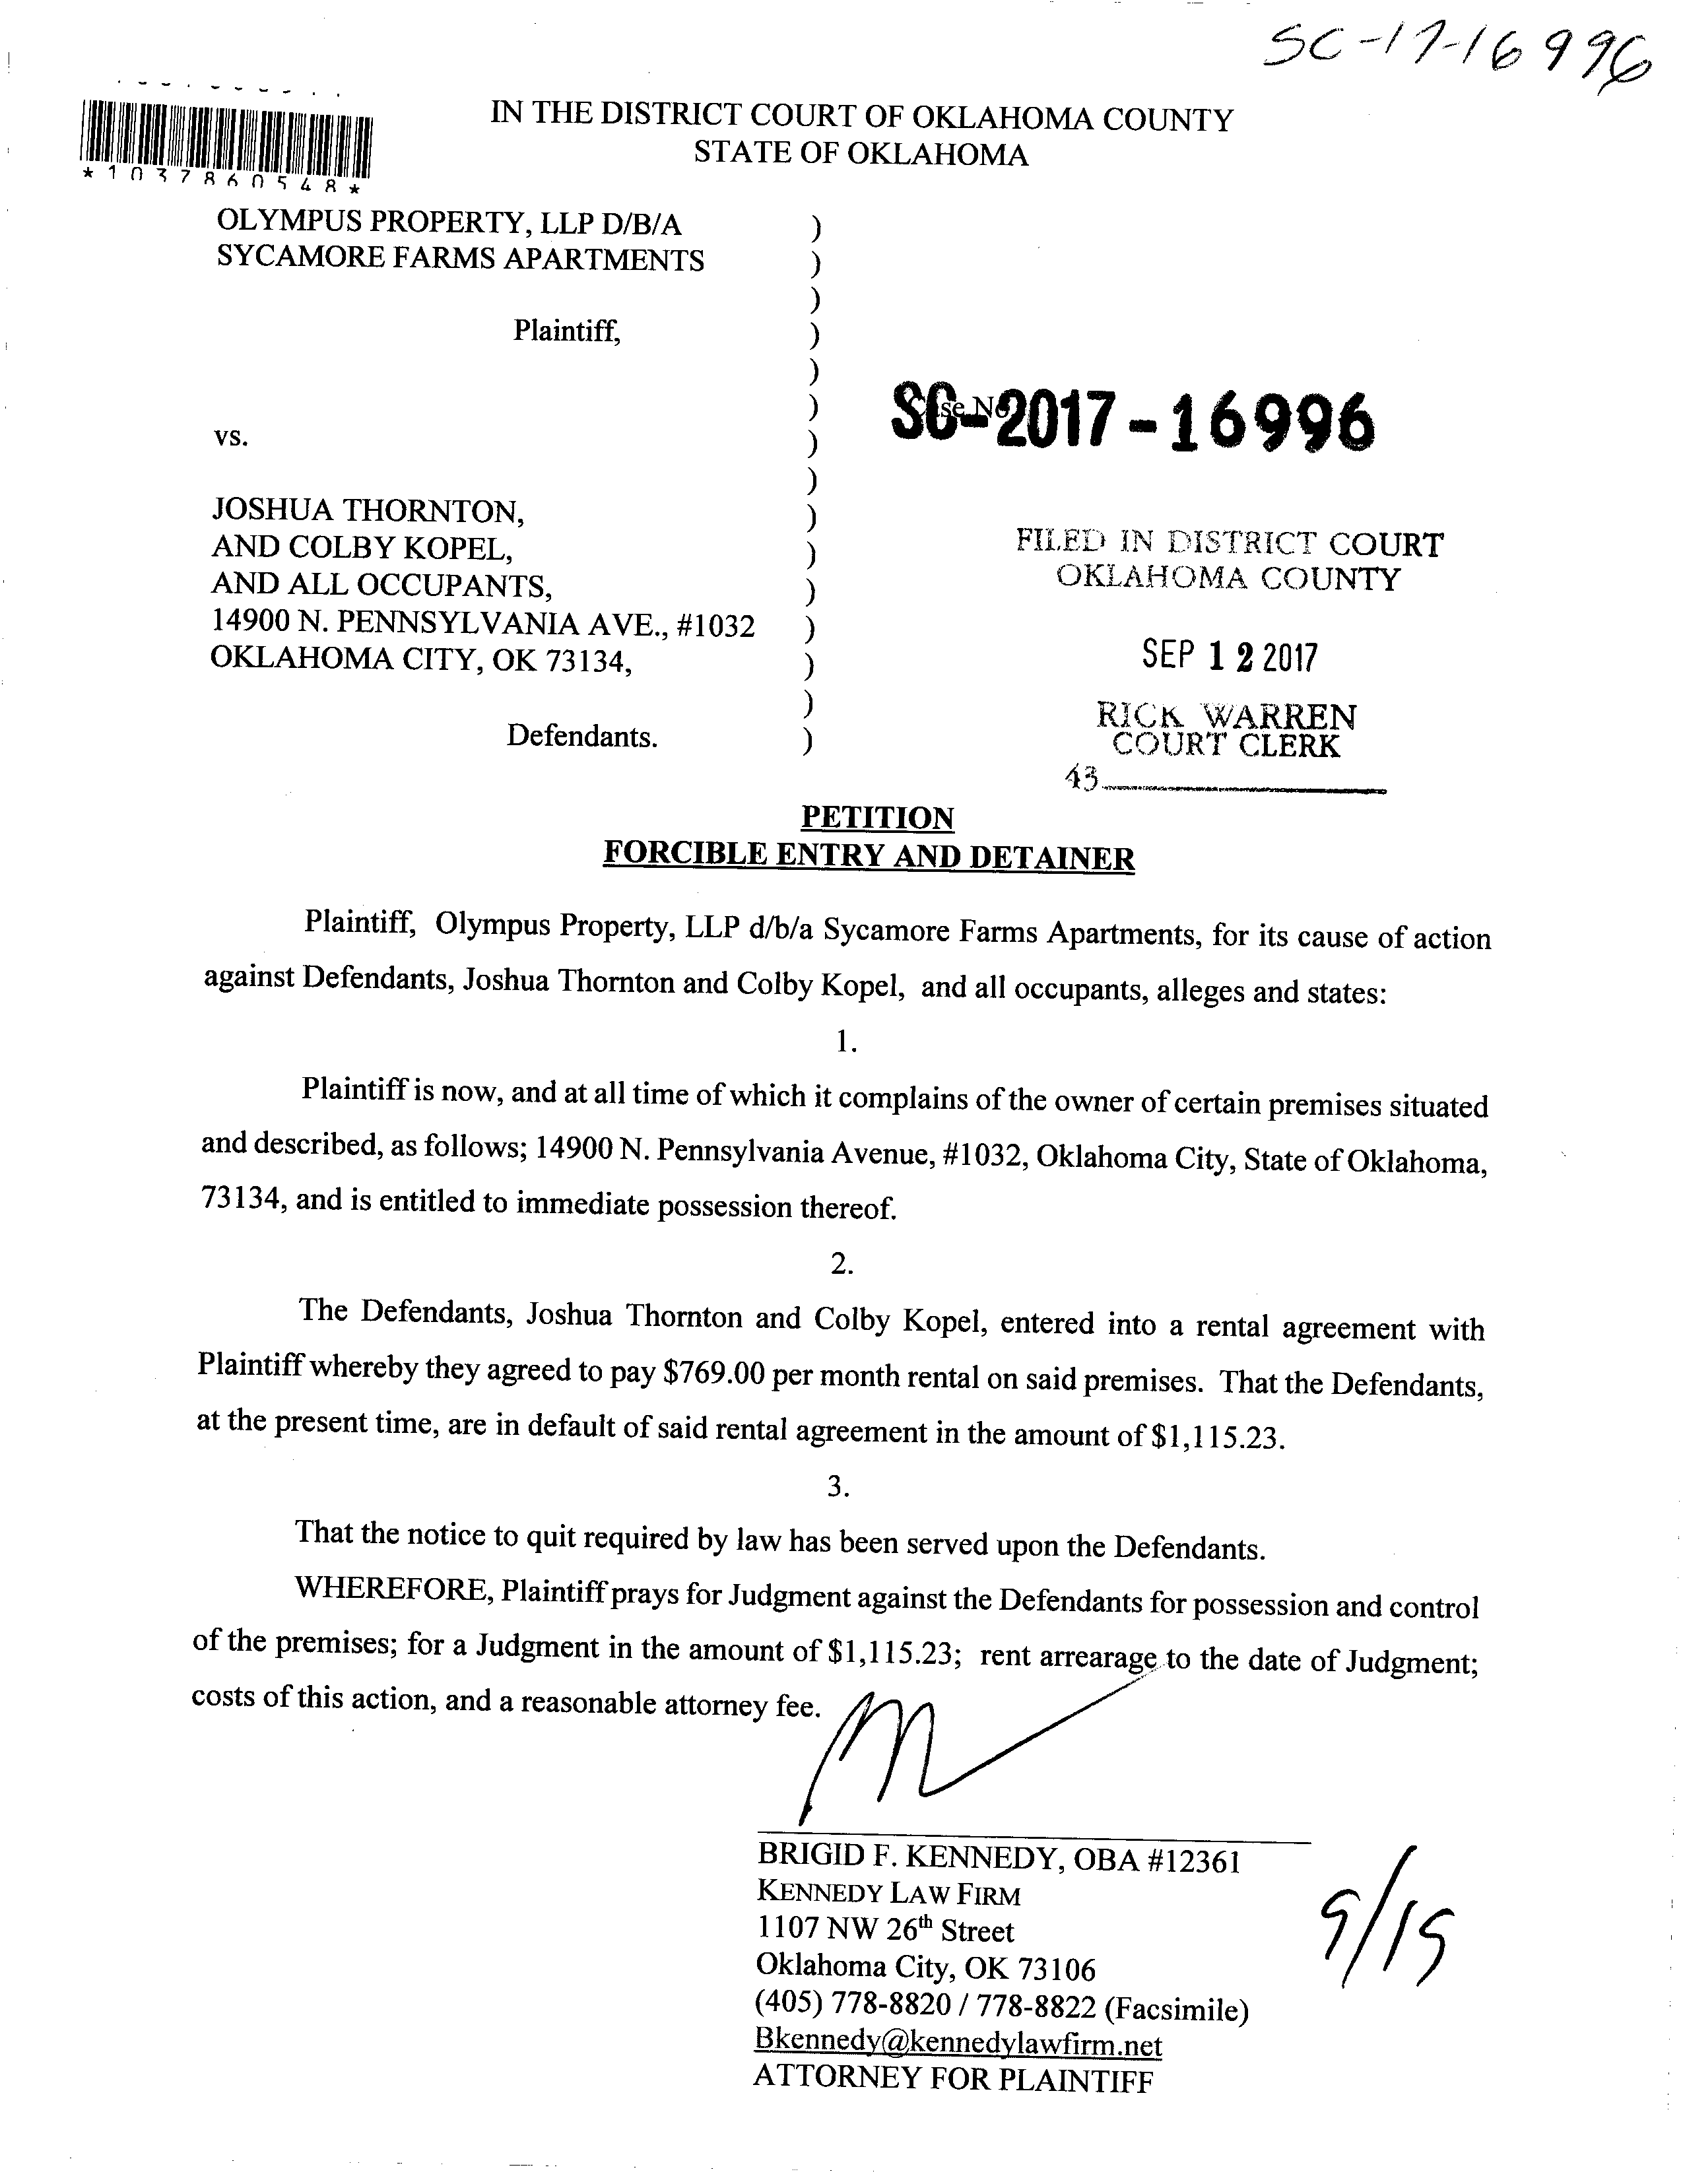 SC-17-16996
*1037860548*
IN THE DISTRICT COURT OF OKLAHOMA COUNTY
STATE OF OKLAHOMA
OLYMPUS PROPERTY, LLP D/B/A )
SYCAMORE FARMS APARTMENTS )
)
Plaintiff, )
)
)
vs. )
)
SC-2017-16996
Case No
JOSHUA THORNTON, )
AND COLBY KOPEL, )
AND ALL OCCUPANTS, )
14900 N. PENNSYLVANIA AVE., #1032 )
OKLAHOMA CITY, OK 73134, )
)
Defendants. )
FILED IN DISTRICT COURT
OKLAHOMA COUNTY
SEP 12 2017
RICK WARREN
COURT CLERK
43
PETITION
FORCIBLE ENTRY AND DETAINER
Plaintiff, Olympus Property, LLP d/b/a Sycamore Farms Apartments, for its cause of action
against Defendants, Joshua Thornton and Colby Kopel, and all occupants, alleges and states:
1.
Plaintiff is now, and at all time of which it complains of the owner of certain premises situated
and described, as follows; 14900 N. Pennsylvania Avenue, #1032, Oklahoma City, State of Oklahoma,
73134, and is entitled to immediate possession thereof.
2.
The Defendants, Joshua Thornton and Colby Kopel, entered into a rental agreement with
Plaintiff whereby they agreed to pay $769.00 per month rental on said premises. That the Defendants,
at the present time, are in default of said rental agreement in the amount of $1,115.23.
3.
That the notice to quit required by law has been served upon the Defendants.
WHEREFORE, Plaintiff prays for Judgment against the Defendants for possession and control
of the premises; for a Judgment in the amount of $1,115.23; rent arrearage to the date of Judgment;
costs of this action, and a reasonable attorney fee.
BRIGID F. KENNEDY, OBA #12361
KENNEDY LAW FIRM
1107 NW 26th Street
Oklahoma City, OK 73106
(405) 778-8820 / 778-8822 (Facsimile)
Bkennedy@kennedylawfirm.net
ATTORNEY FOR PLAINTIFF